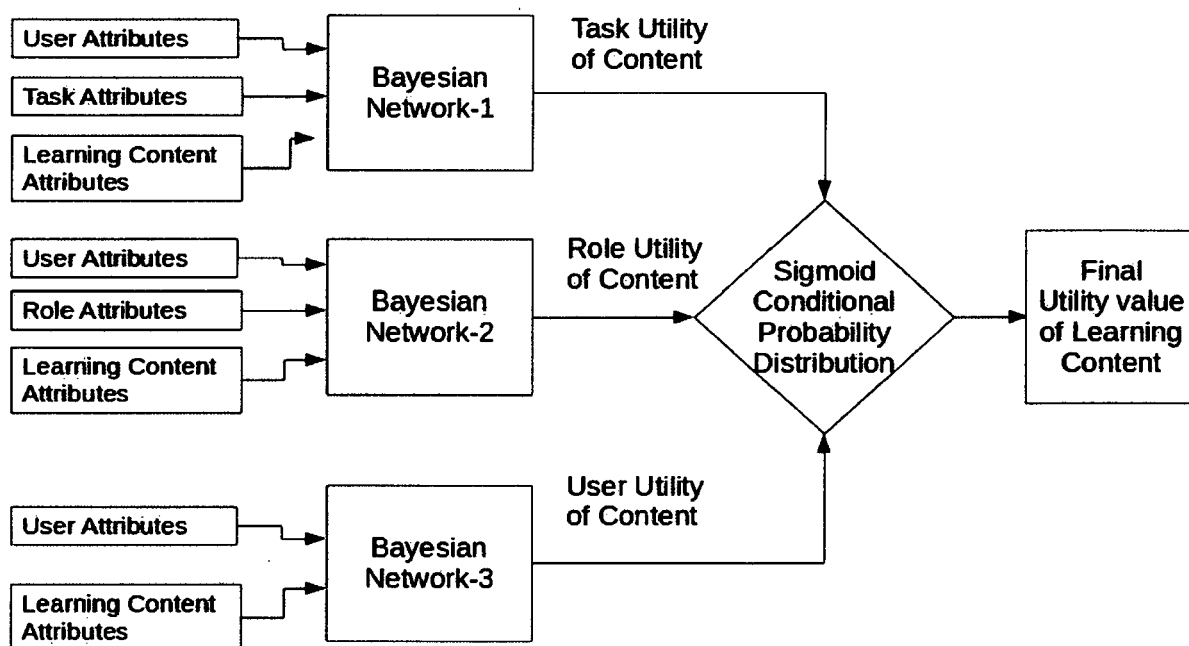 User Attributes
Task Attributes
Learning Content
Attributes
Bayesian
Network-1
Task Utility
of Content
User Attributes
Role Attributes
Learning Content
Attributes
Bayesian
Network-2
Role Utility
of Content
Sigmoid
Conditional
Probability
Distribution
Final
Utility value
of Learning
Content
User Attributes
Learning Content
Attributes
Bayesian
Network-3
User Utility
of Content